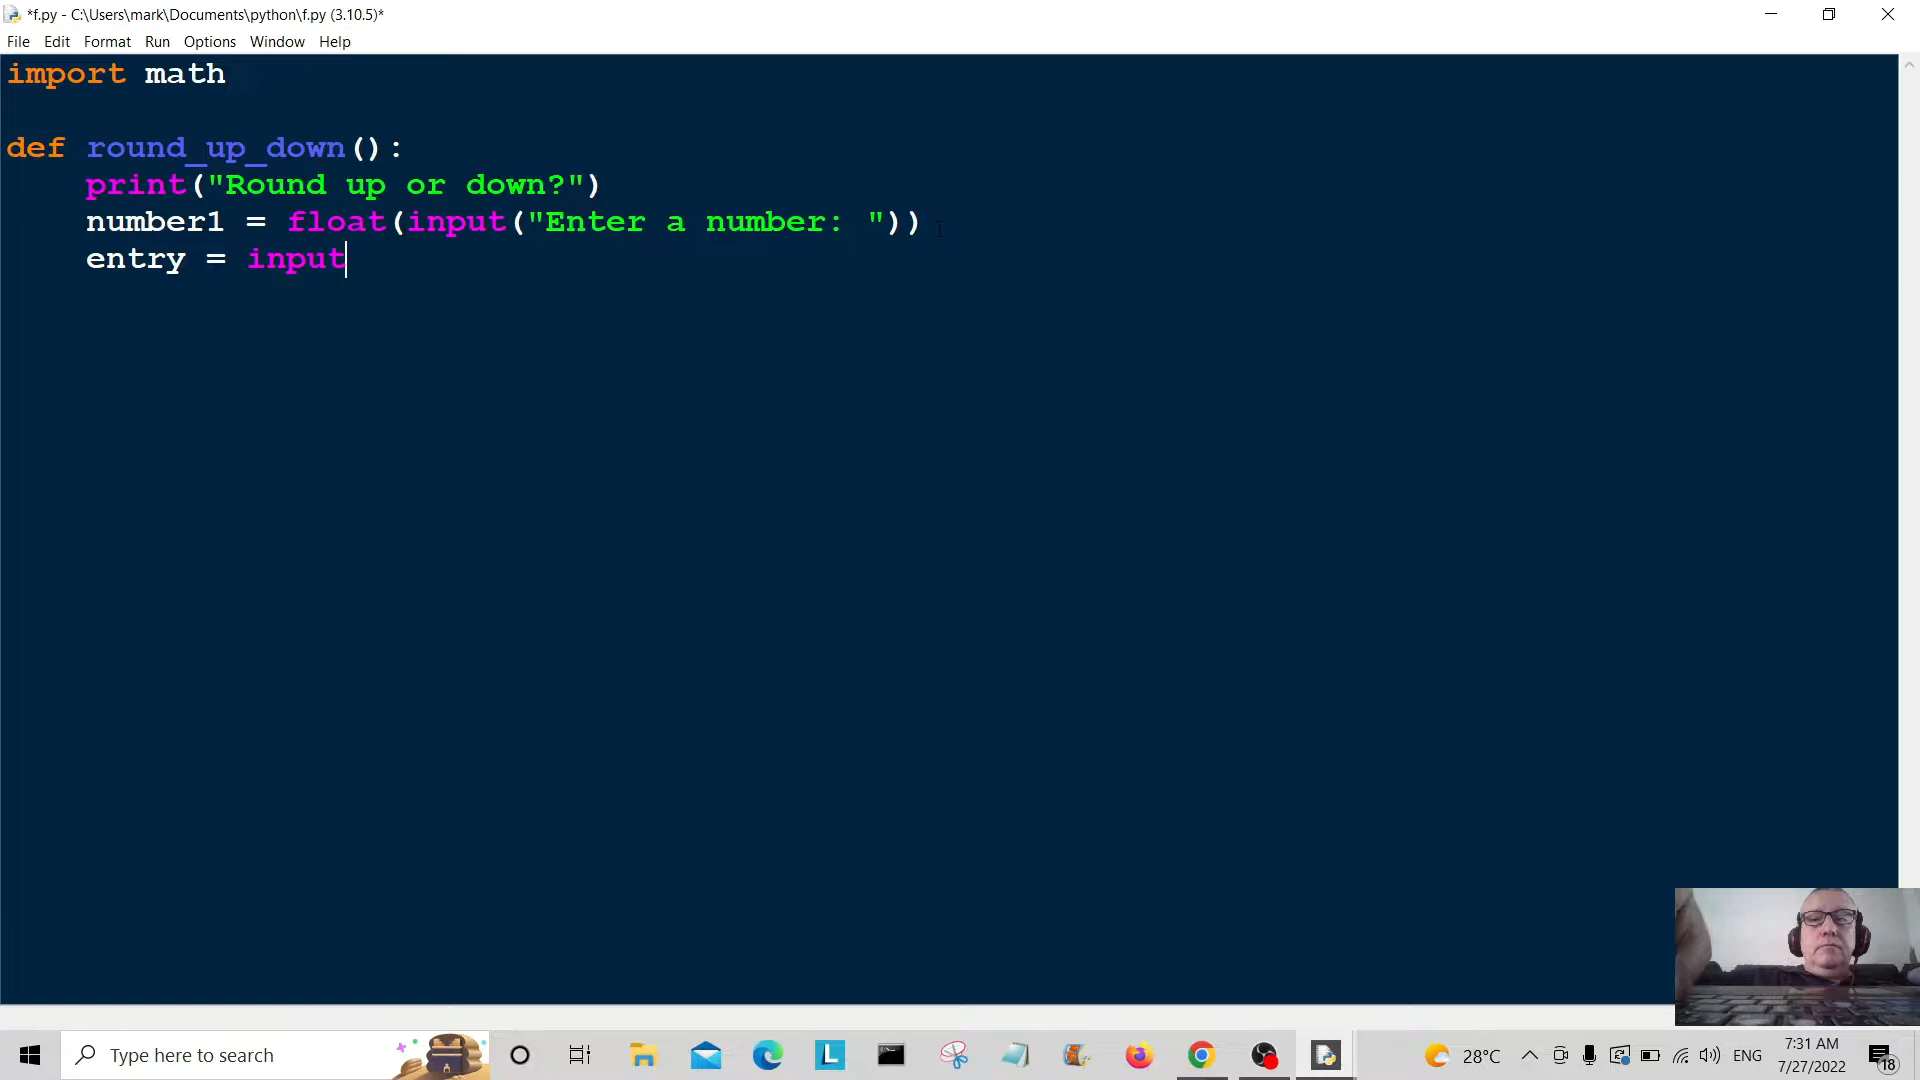 *f.py - C:\Users\mark\Documents\python\f.py (3.10.5)*
File Edit Format Run Options Window Help
import math
def round_up_down():
    print("Round up or down?")
    number1 = float(input("Enter a number: "))
    entry = input
Type here to search
L
28°C
ENG
7:31 AM
7/27/2022
18